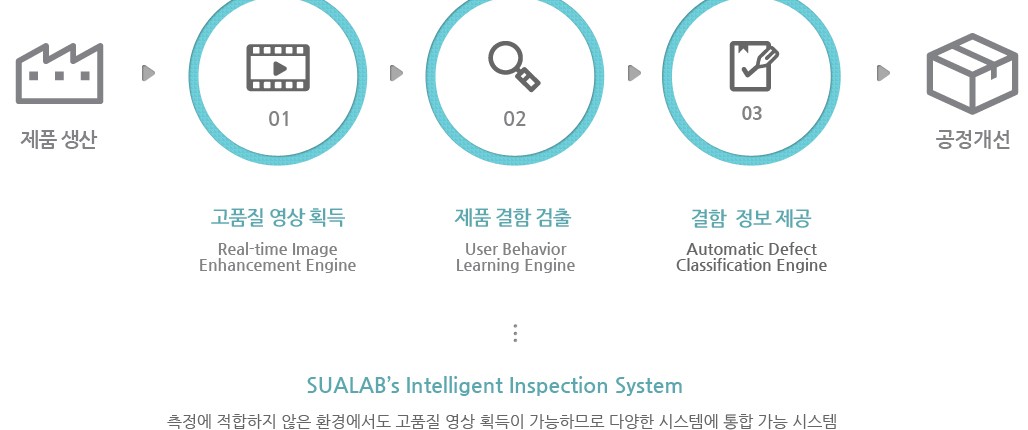 01
02
03
제품 생산
공정개선
고품질 영상 획득
제품 결함 검출
결함 정보 제공
Real-time Image
Enhancement Engine
User Behavior
Learning Engine
Automatic Defect
Classification Engine
SUALAB’s Intelligent Inspection System
측정에 적합하지 않은 환경에서도 고품질 영상 획득이 가능하므로 다양한 시스템에 통합 가능 시스템